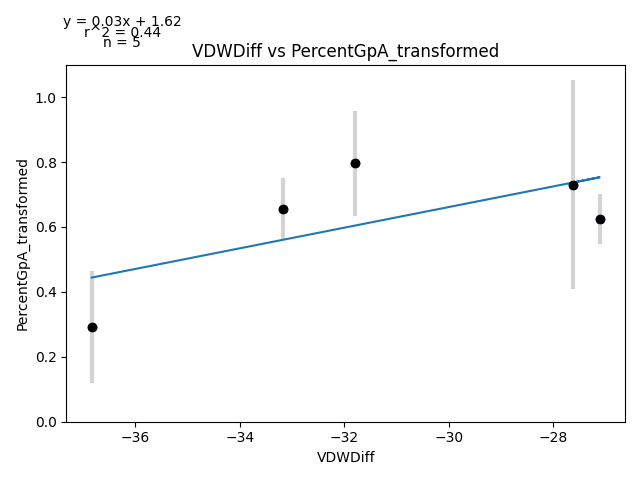 y = 0.03x + 1.62
r^2 = 0.44
n = 5
VDWDiff vs PercentGpA_transformed
PercentGpA_transformed
1.0
0.8
0.6
0.4
0.2
0.0
−36
−34
−32
−30
−28
VDWDiff